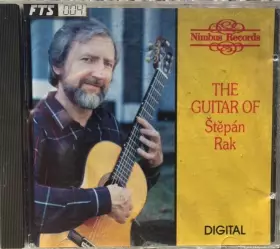 FTS 004
Nimbus Records
THE
GUITAR OF
Štěpán
Rak
DIGITAL